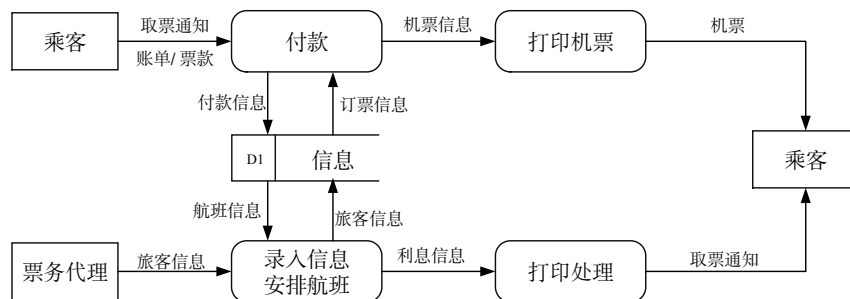 乘客
取票通知
账单/ 票款
付款
机票信息
打印机票
机票
付款信息
订票信息
D1
信息
乘客
航班信息
旅客信息
票务代理
旅客信息
录入信息
安排航班
利息信息
打印处理
取票通知